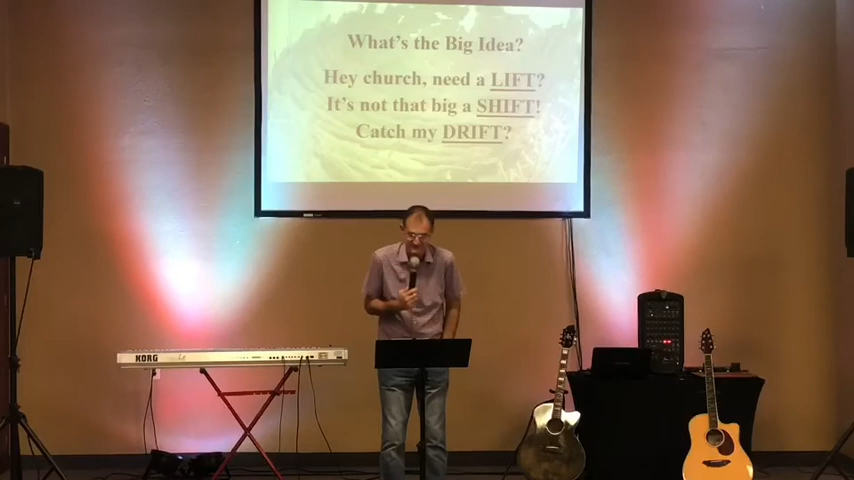 What's the Big Idea?
Hey church, need a LIFT?
It's not that big a SHIFT!
Catch my DRIFT?
KORG